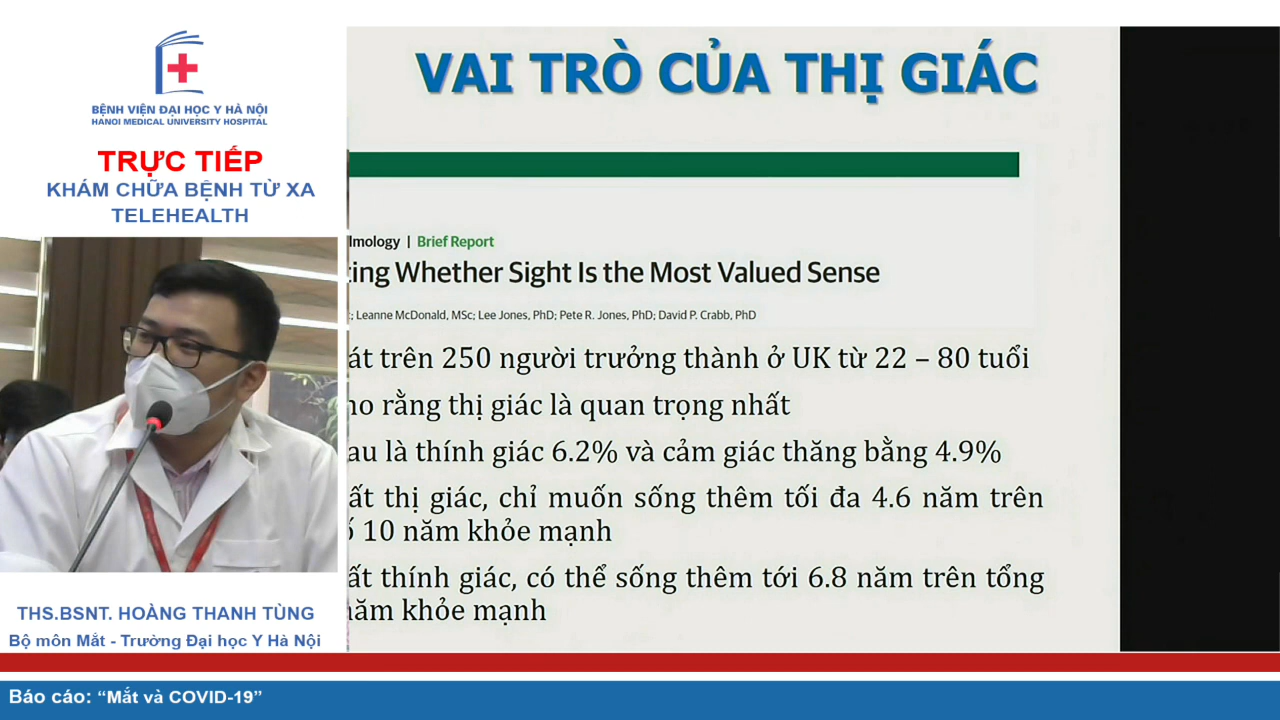 BỆNH VIỆN ĐẠI HỌC Y HÀ NỘI
HANOI MEDICAL UNIVERSITY HOSPITAL
TRỰC TIẾP
KHÁM CHỮA BỆNH TỪ XA
TELEHEALTH
VAI TRÒ CỦA THỊ GIÁC
lmology | Brief Report
ting Whether Sight Is the Most Valued Sense
; Leanne McDonald, MSc; Lee Jones, PhD; Pete R. Jones, PhD; David P. Crabb, PhD
át trên 250 người trưởng thành ở UK từ 22 – 80 tuổi
ho rằng thị giác là quan trọng nhất
au là thính giác 6.2% và cảm giác thăng bằng 4.9%
ất thị giác, chỉ muốn sống thêm tối đa 4.6 năm trên
ố 10 năm khỏe mạnh
ất thính giác, có thể sống thêm tới 6.8 năm trên tổng
năm khỏe mạnh
THS.BSNT. HOÀNG THANH TÙNG
Bộ môn Mắt - Trường Đại học Y Hà Nội
Báo cáo: “Mắt và COVID-19”